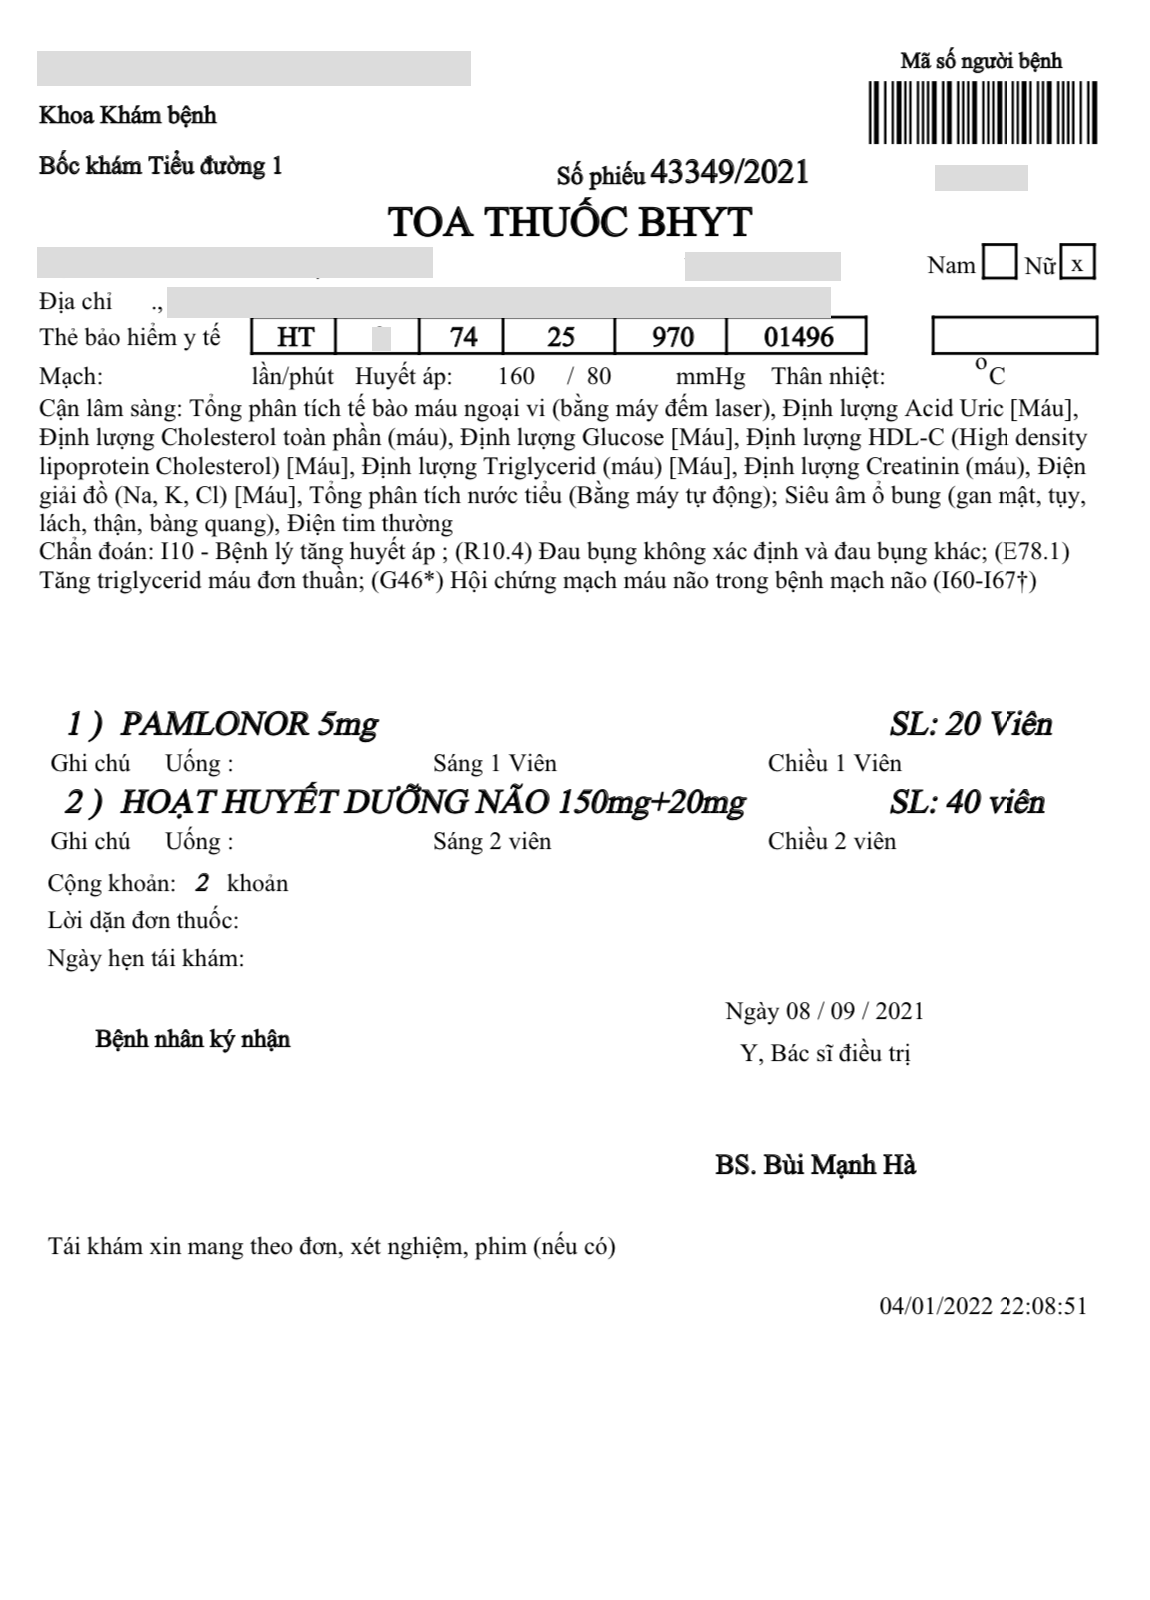 Mã số người bệnh
Khoa Khám bệnh
Bốc khám Tiểu đường 1
Số phiếu 43349/2021
TOA THUỐC BHYT
Nam Nữ x
Địa chỉ .,
Thẻ bảo hiểm y tế HT 74 25 970 01496
Mạch: lần/phút Huyết áp: 160 / 80 mmHg Thân nhiệt: °C
Cận lâm sàng: Tổng phân tích tế bào máu ngoại vi (bằng máy đếm laser), Định lượng Acid Uric [Máu],
Định lượng Cholesterol toàn phần (máu), Định lượng Glucose [Máu], Định lượng HDL-C (High density
lipoprotein Cholesterol) [Máu], Định lượng Triglycerid (máu) [Máu], Định lượng Creatinin (máu), Điện
giải đồ (Na, K, Cl) [Máu], Tổng phân tích nước tiểu (Bằng máy tự động); Siêu âm ổ bung (gan mật, tụy,
lách, thận, bàng quang), Điện tim thường
Chẩn đoán: I10 - Bệnh lý tăng huyết áp ; (R10.4) Đau bụng không xác định và đau bụng khác; (E78.1)
Tăng triglycerid máu đơn thuần; (G46*) Hội chứng mạch máu não trong bệnh mạch não (I60-I67†)
1 ) PAMLONOR 5mg SL: 20 Viên
Ghi chú Uống : Sáng 1 Viên Chiều 1 Viên
2 ) HOẠT HUYẾT DƯỠNG NÃO 150mg+20mg SL: 40 viên
Ghi chú Uống : Sáng 2 viên Chiều 2 viên
Cộng khoản: 2 khoản
Lời dặn đơn thuốc:
Ngày hẹn tái khám:
Ngày 08 / 09 / 2021
Bệnh nhân ký nhận
Y, Bác sĩ điều trị
BS. Bùi Mạnh Hà
Tái khám xin mang theo đơn, xét nghiệm, phim (nếu có)
04/01/2022 22:08:51